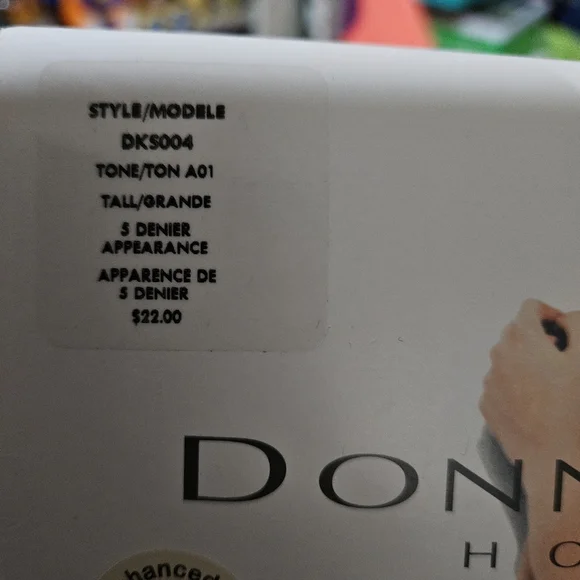 STYLE/MODELE
DKS004
TONE/TON A01
TALL/GRANDE
5 DENIER
APPEARANCE
APPARENCE DE
5 DENIER
$22.00
DONN
HO
hanced